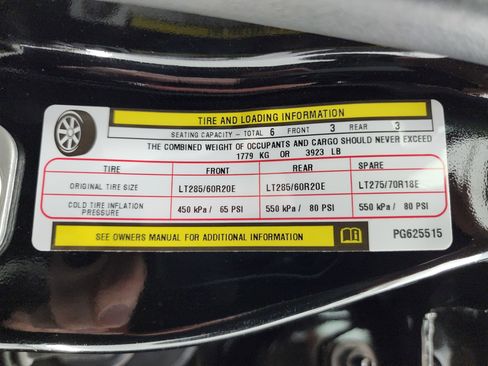 TIRE AND LOADING INFORMATION
SEATING CAPACITY - TOTAL 6 FRONT 3 REAR 3
THE COMBINED WEIGHT OF OCCUPANTS AND CARGO SHOULD NEVER EXCEED
1779 KG OR 3923 LB
TIRE FRONT REAR SPARE
ORIGINAL TIRE SIZE LT285/60R20E LT285/60R20E LT275/70R18E
COLD TIRE INFLATION PRESSURE 450 kPa / 65 PSI 550 kPa / 80 PSI 550 kPa / 80 PSI
SEE OWNERS MANUAL FOR ADDITIONAL INFORMATION PG625515